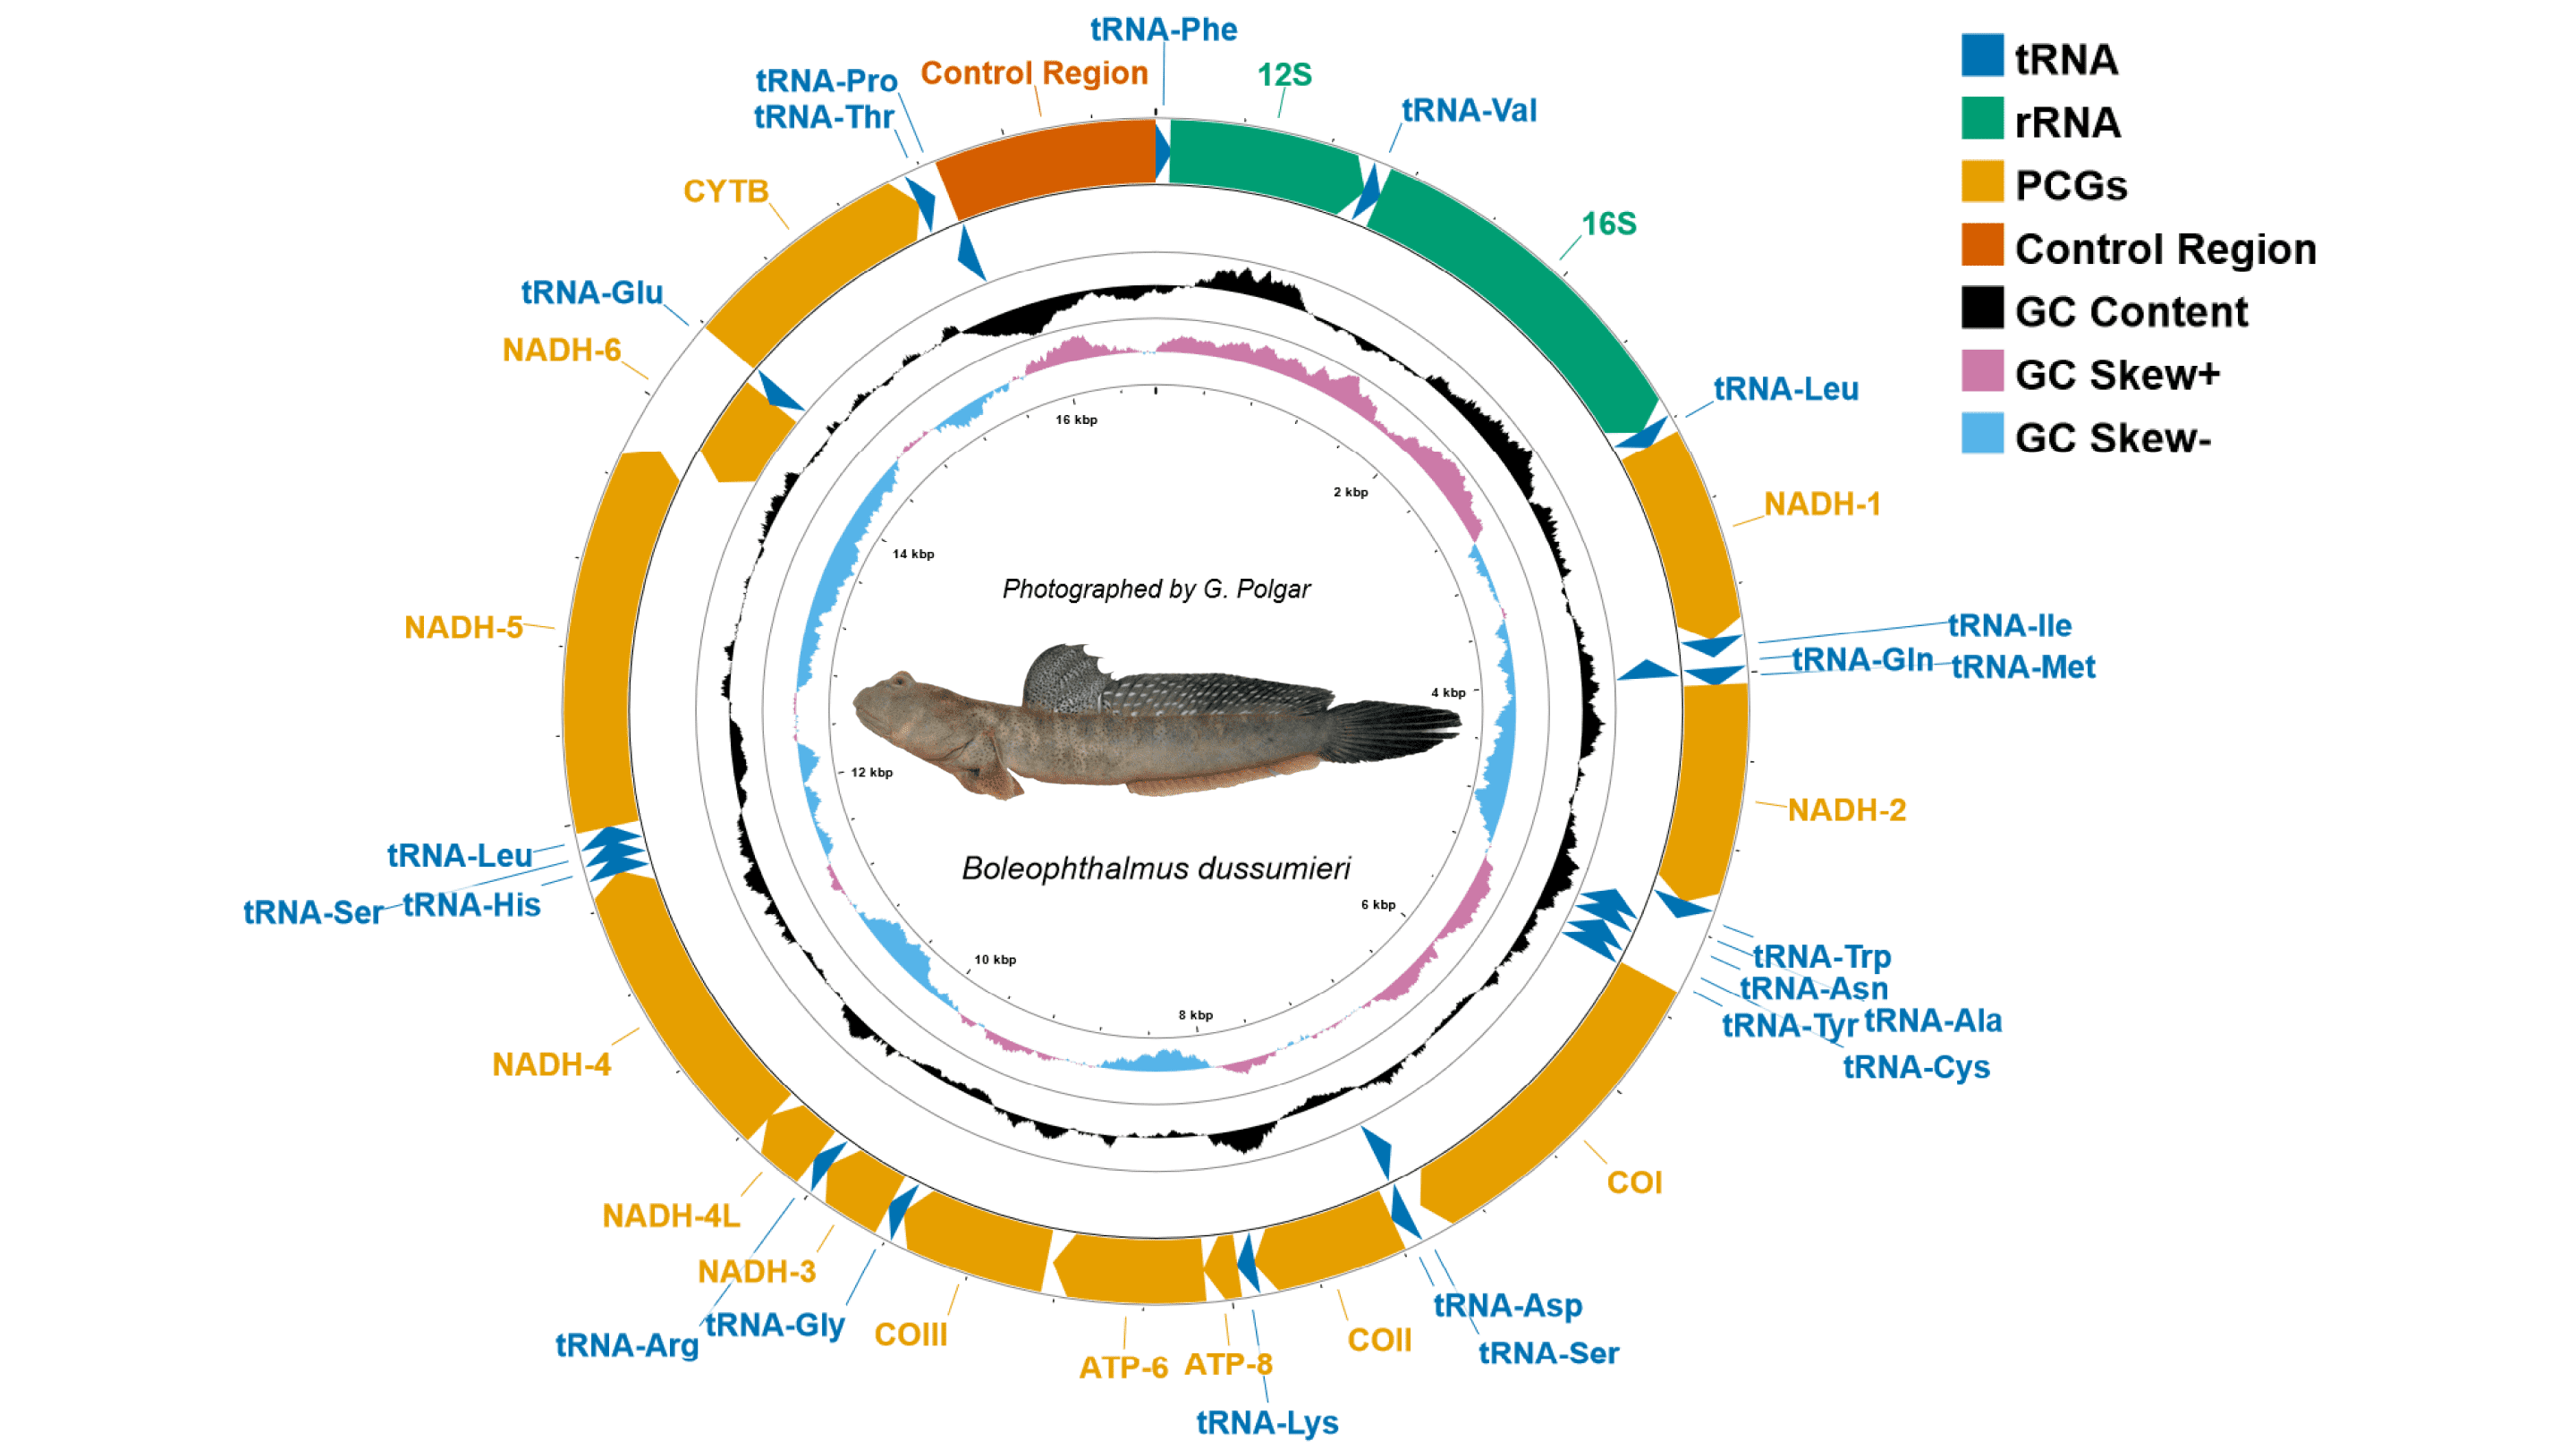 tRNA-Phe
Control Region
12S
tRNA-Pro
tRNA-Thr
tRNA-Val
CYTB
16S
tRNA-Glu
NADH-6
tRNA-Leu
NADH-1
NADH-5
tRNA-Ile
tRNA-Gln
tRNA-Met
NADH-2
tRNA-Leu
tRNA-Ser
tRNA-His
tRNA-Trp
tRNA-Asn
tRNA-Tyr
tRNA-Ala
tRNA-Cys
NADH-4
COI
NADH-4L
NADH-3
tRNA-Arg
tRNA-Gly
COIII
ATP-6
ATP-8
tRNA-Lys
COII
tRNA-Asp
tRNA-Ser
16 kbp
2 kbp
14 kbp
4 kbp
12 kbp
6 kbp
10 kbp
8 kbp
Photographed by G. Polgar
Boleophthalmus dussumieri
tRNA
rRNA
PCGs
Control Region
GC Content
GC Skew+
GC Skew-